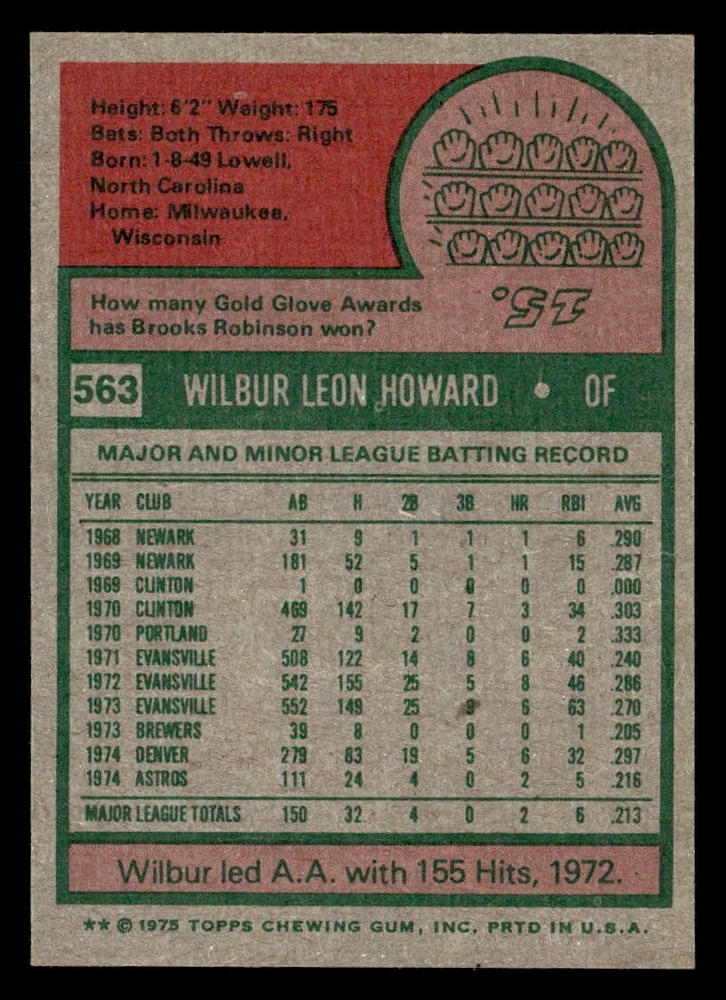 Height: 6'2" Weight: 175
Bats: Both Throws: Right
Born: 1-8-49 Lowell,
North Carolina
Home: Milwaukee,
Wisconsin
How many Gold Glove Awards
has Brooks Robinson won?
15.
563 WILBUR LEON HOWARD • OF
MAJOR AND MINOR LEAGUE BATTING RECORD
YEAR CLUB AB H 2B 3B HR RBI AVG
1968 NEWARK 31 9 1 1 1 6 .290
1969 NEWARK 181 52 5 1 1 15 .287
1969 CLINTON 1 0 0 0 0 0 .000
1970 CLINTON 469 142 17 7 3 34 .303
1970 PORTLAND 27 9 2 0 0 2 .333
1971 EVANSVILLE 508 122 14 8 6 40 .240
1972 EVANSVILLE 542 155 25 5 8 46 .286
1973 EVANSVILLE 552 149 25 9 6 63 .270
1973 BREWERS 39 8 0 0 0 1 .205
1974 DENVER 279 83 19 5 6 32 .297
1974 ASTROS 111 24 4 0 2 5 .216
MAJOR LEAGUE TOTALS 150 32 4 0 2 6 .213
Wilbur led A.A. with 155 Hits, 1972.
** © 1975 TOPPS CHEWING GUM, INC. PRTD IN U.S.A.